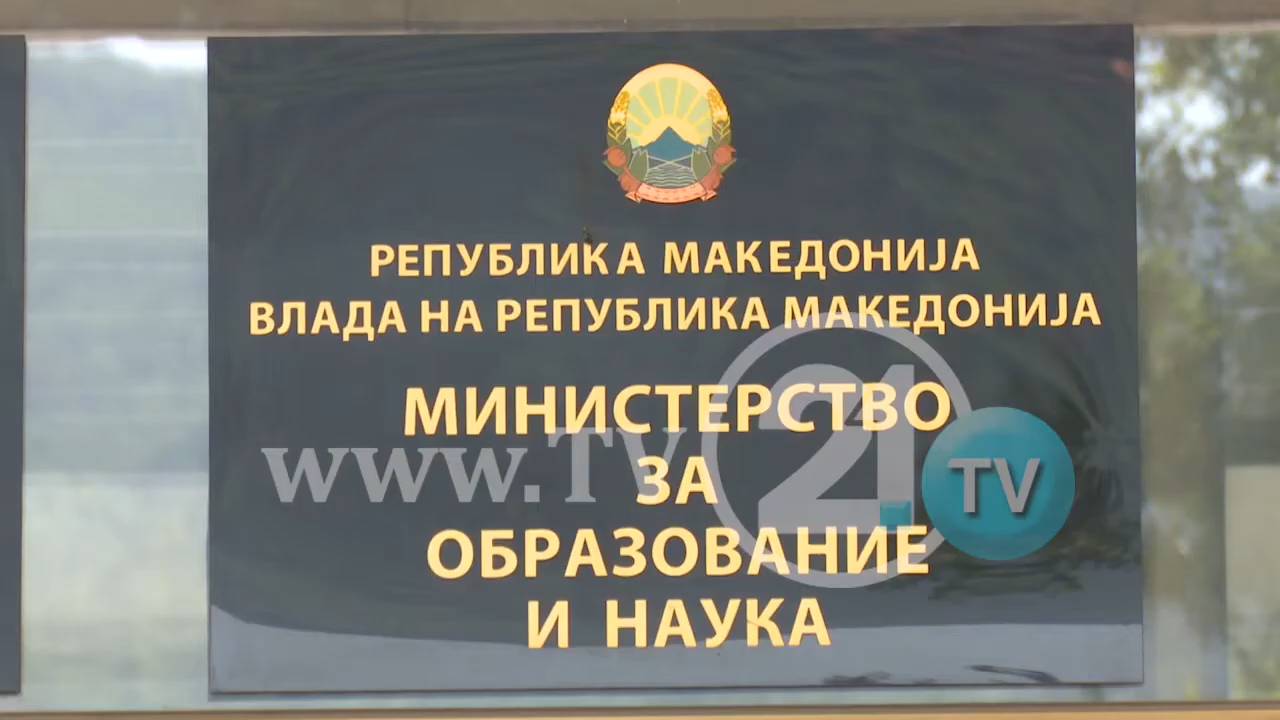 РЕПУБЛИКА МАКЕДОНИЈА
ВЛАДА НА РЕПУБЛИКА МАКЕДОНИЈА
МИНИСТЕРСТВО
ЗА
ОБРАЗОВАНИЕ
И НАУКА
www.TV21.TV